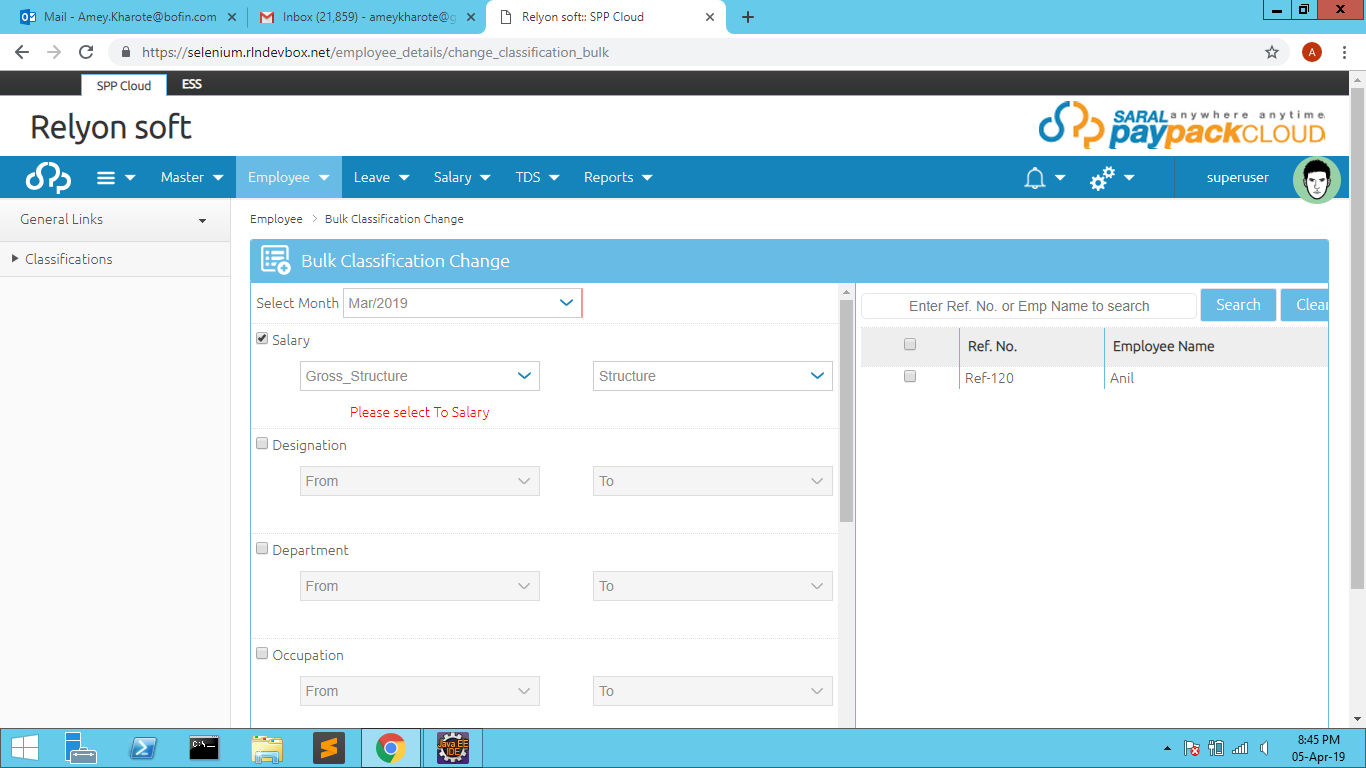 Mail - Amey.Kharote@bofin.com
Inbox (21,859) - ameykharote@g
Relyon soft:: SPP Cloud
https://selenium.rlndevbox.net/employee_details/change_classification_bulk
A
SPP Cloud
ESS
Relyon soft
SARAL anywhere anytime
paypackCLOUD
Master
Employee
Leave
Salary
TDS
Reports
superuser
General Links
Classifications
Employee > Bulk Classification Change
Bulk Classification Change
Select Month Mar/2019
Salary
Gross_Structure
Structure
Please select To Salary
Designation
From
To
Department
From
To
Occupation
From
To
Enter Ref. No. or Emp Name to search
Search
Clear
Ref. No.
Employee Name
Ref-120
Anil
C:\_
Java EE
IDE
8:45 PM
05-Apr-19